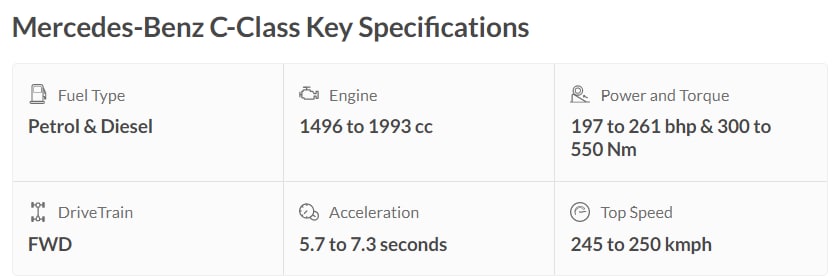 Mercedes-Benz C-Class Key Specifications
Fuel Type
Petrol & Diesel
Engine
1496 to 1993 cc
Power and Torque
197 to 261 bhp & 300 to
550 Nm
DriveTrain
FWD
Acceleration
5.7 to 7.3 seconds
Top Speed
245 to 250 kmph